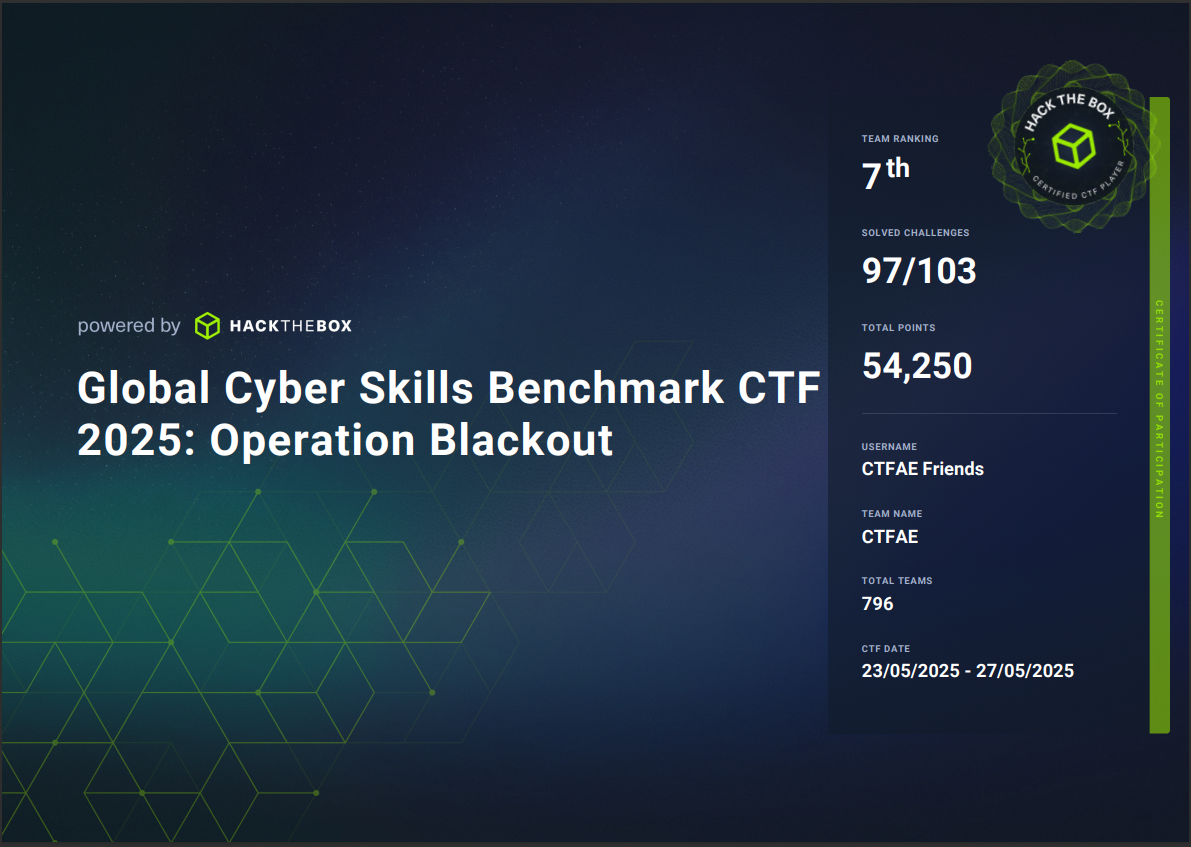 powered by HACKTHEBOX
Global Cyber Skills Benchmark CTF
2025: Operation Blackout
HACK THE BOX
CERTIFIED CTF PLAYER
TEAM RANKING
7th
SOLVED CHALLENGES
97/103
TOTAL POINTS
54,250
USERNAME
CTFAE Friends
TEAM NAME
CTFAE
TOTAL TEAMS
796
CTF DATE
23/05/2025 - 27/05/2025
CERTIFICATE OF PARTICIPATION